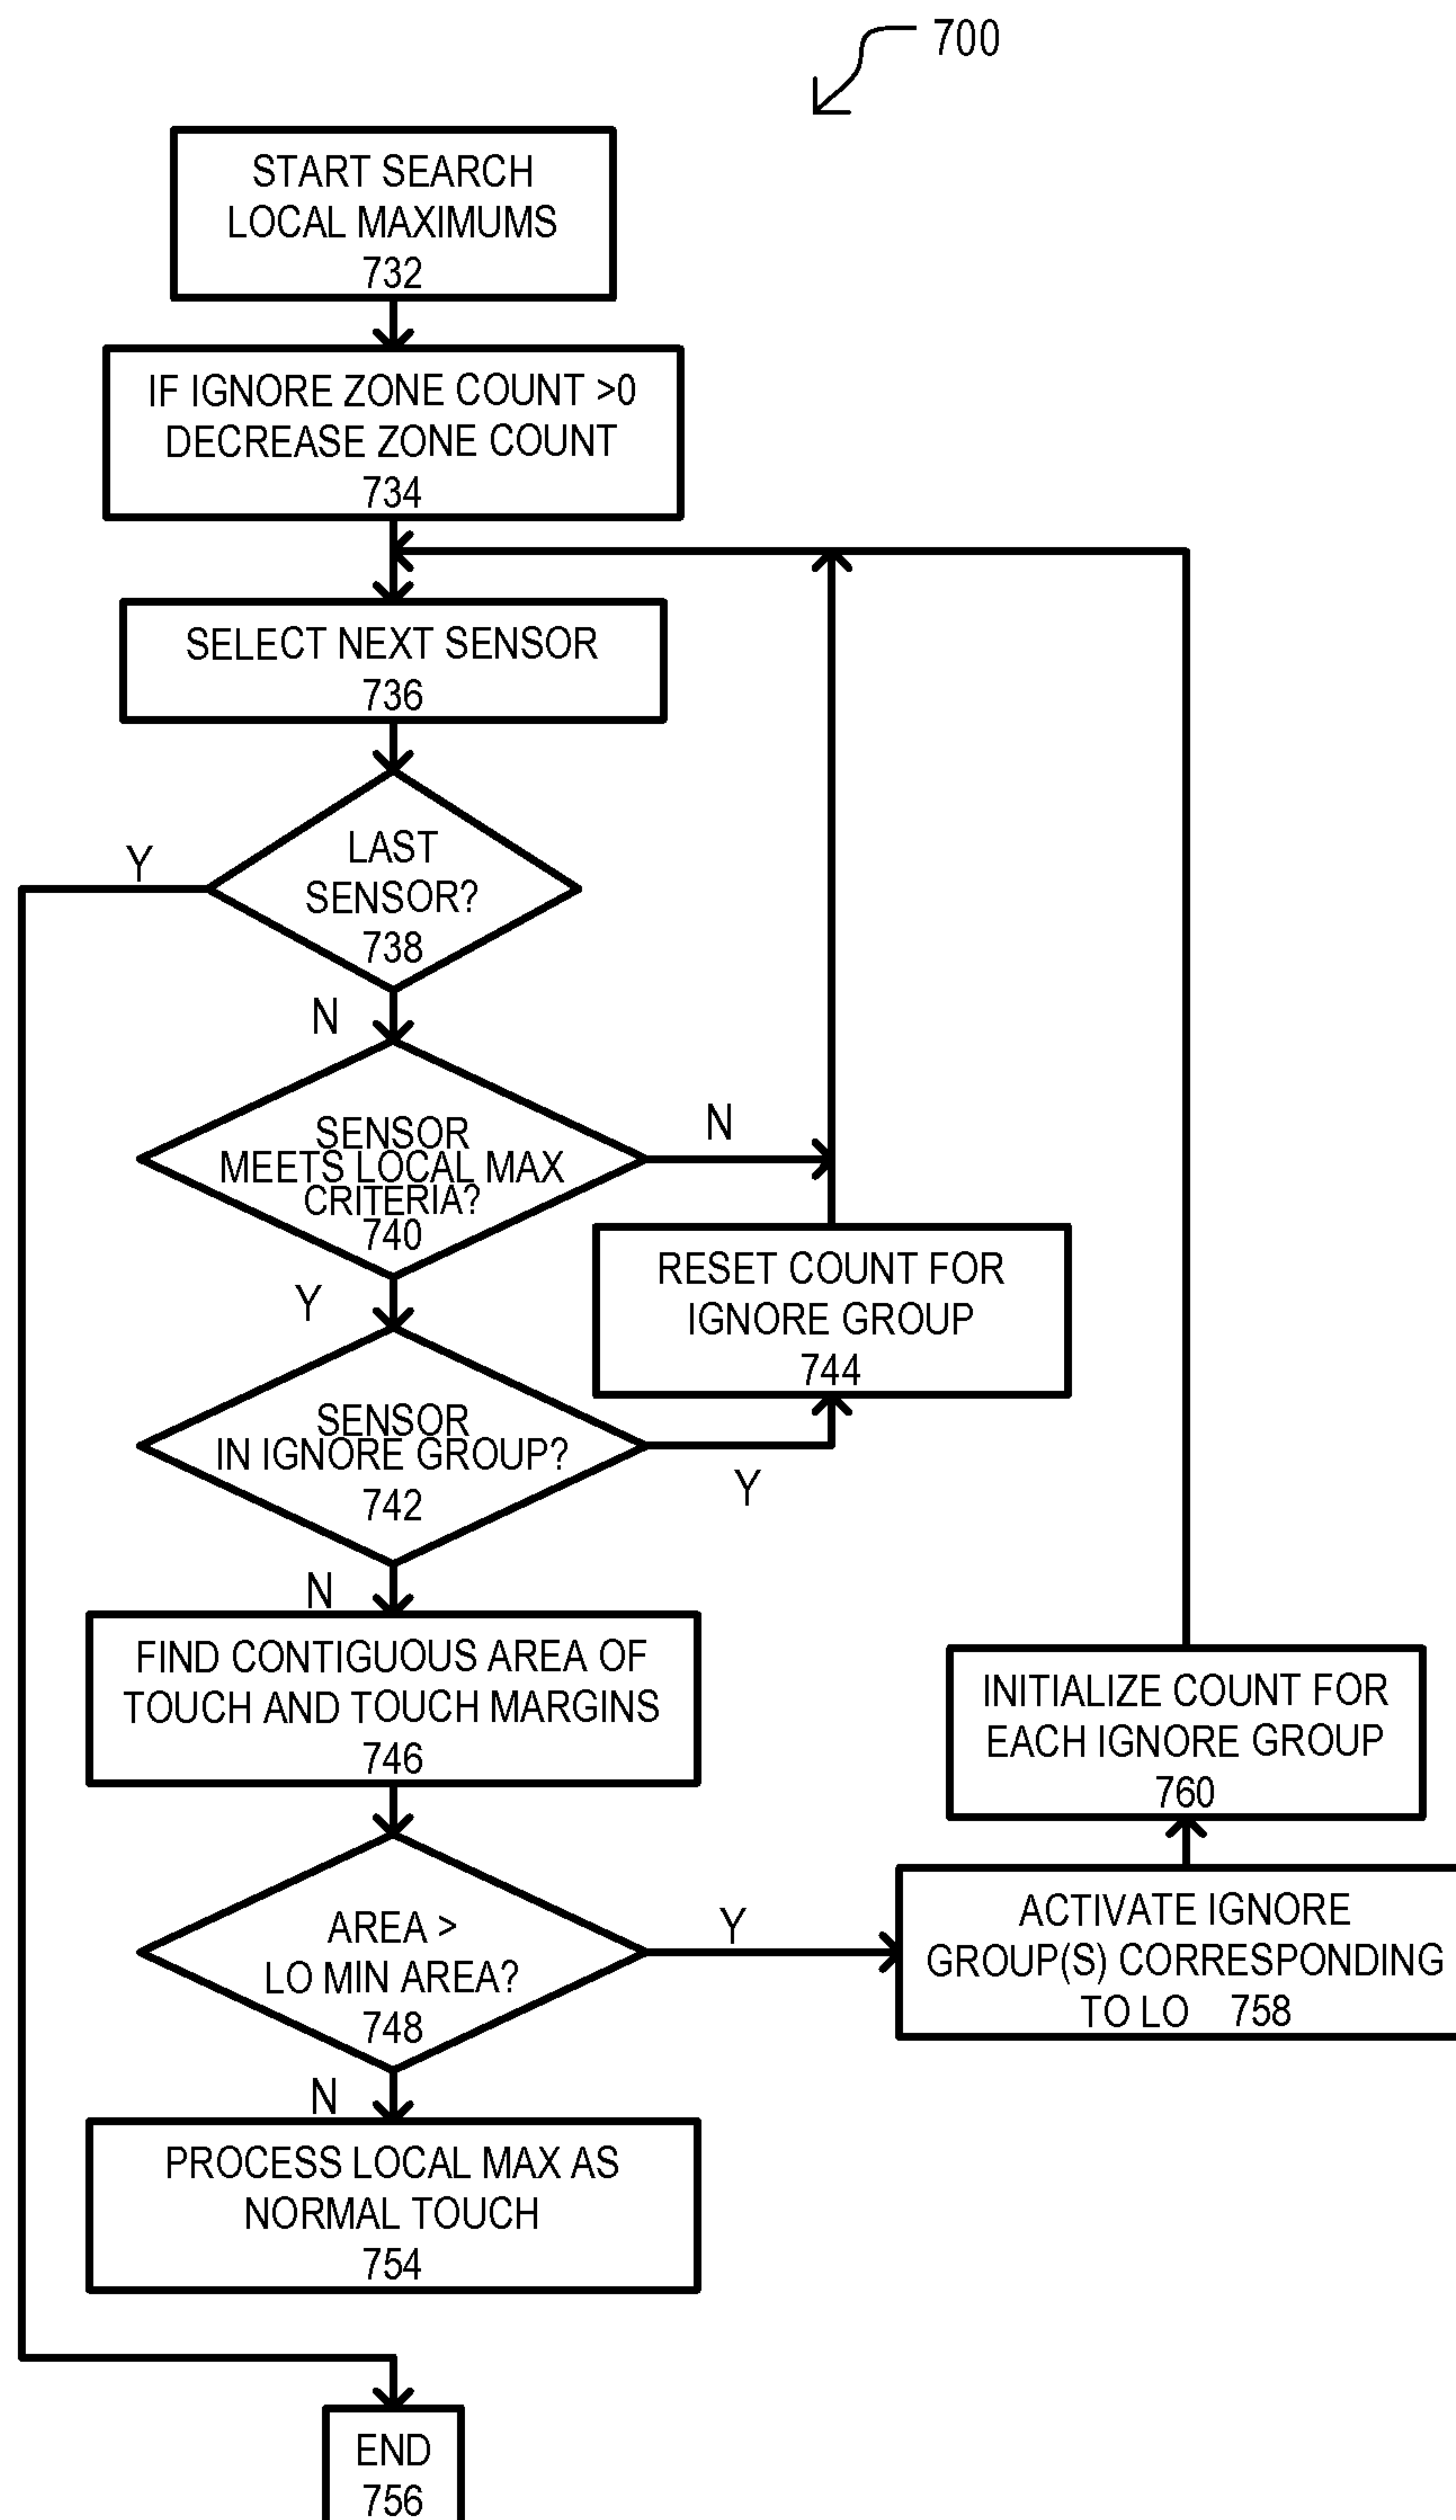 700
START SEARCH
LOCAL MAXIMUMS
732
IF IGNORE ZONE COUNT >0
DECREASE ZONE COUNT
734
SELECT NEXT SENSOR
736
LAST
SENSOR?
738
Y
N
SENSOR
MEETS LOCAL MAX
CRITERIA?
740
N
Y
RESET COUNT FOR
IGNORE GROUP
744
SENSOR
IN IGNORE GROUP?
742
Y
N
FIND CONTIGUOUS AREA OF
TOUCH AND TOUCH MARGINS
746
INITIALIZE COUNT FOR
EACH IGNORE GROUP
760
AREA >
LO MIN AREA?
748
Y
N
ACTIVATE IGNORE
GROUP(S) CORRESPONDING
TO LO 758
PROCESS LOCAL MAX AS
NORMAL TOUCH
754
END
756